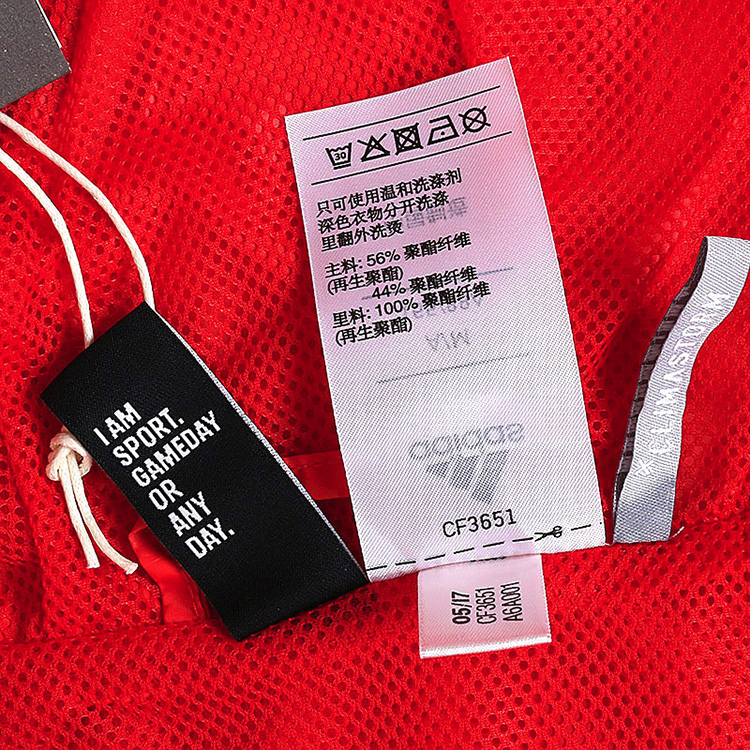 30
只可使用温和洗涤剂
深色衣物分开洗涤
里翻外洗烫
主料: 56% 聚酯纤维
(再生聚酯)
44% 聚酯纤维
里料: 100% 聚酯纤维
(再生聚酯)
M/A
adidas
CF3651
I AM
SPORT.
GAMEDAY
OR
ANY
DAY.
× CLIMASTORM
05/17
CF3651
A6A001